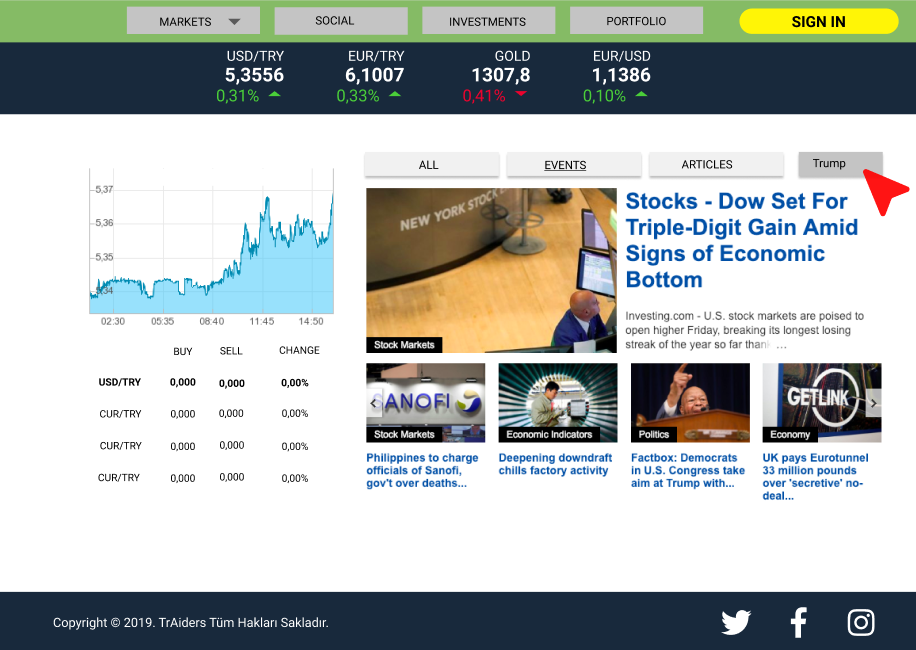 MARKETS
SOCIAL
INVESTMENTS
PORTFOLIO
SIGN IN
USD/TRY
5,3556
0,31%
EUR/TRY
6,1007
0,33%
GOLD
1307,8
0,41%
EUR/USD
1,1386
0,10%
ALL
EVENTS
ARTICLES
Trump
5,37
5,36
5,35
5,34
02:30 05:35 08:40 11:45 14:50
BUY SELL CHANGE
USD/TRY 0,000 0,000 0,00%
CUR/TRY 0,000 0,000 0,00%
CUR/TRY 0,000 0,000 0,00%
CUR/TRY 0,000 0,000 0,00%
NEW YORK STOCK
Stock Markets
Stocks - Dow Set For
Triple-Digit Gain Amid
Signs of Economic
Bottom
Investing.com - U.S. stock markets are poised to
open higher Friday, breaking its longest losing
streak of the year so far thank ...
SANOFI
Stock Markets
Philippines to charge
officials of Sanofi,
gov't over deaths...
Economic Indicators
Deepening downdraft
chills factory activity
Politics
Factbox: Democrats
in U.S. Congress take
aim at Trump with...
GETLINK
Economy
UK pays Eurotunnel
33 million pounds
over 'secretive' no-
deal...
Copyright © 2019. TrAiders Tüm Hakları Sakladır.